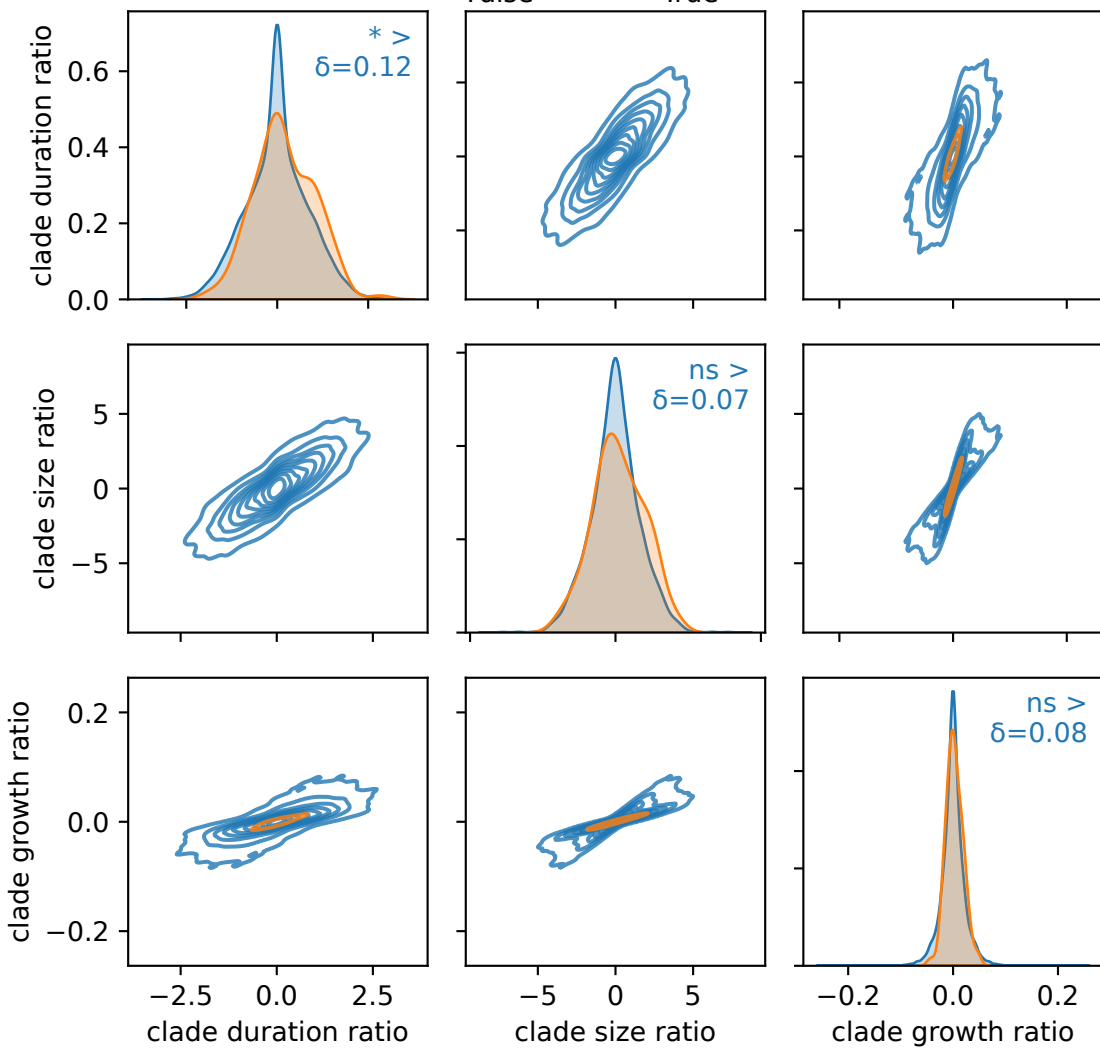 True
clade duration ratio
0.6
0.4
0.2
0.0
* >
δ=0.12
clade size ratio
5
0
−5
ns >
δ=0.07
clade growth ratio
0.2
0.0
−0.2
ns >
δ=0.08
−2.5
0.0
2.5
−5
0
5
−0.2
0.0
0.2
clade duration ratio
clade size ratio
clade growth ratio